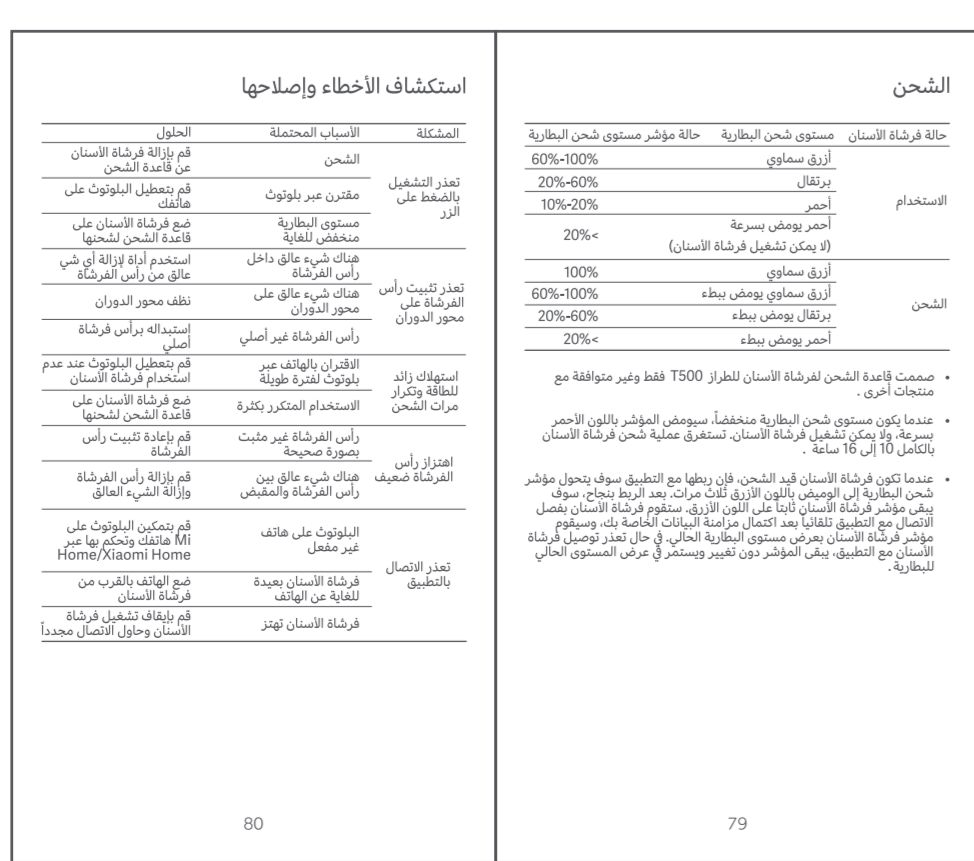 الشحن
حالة فرشاة الأسنان مستوى شحن البطارية حالة مؤشر مستوى شحن البطارية
الاستخدام
أزرق سماوي 60%-100%
برتقال 20%-60%
أحمر 10%-20%
أحمر يومض بسرعة
(لا يمكن تشغيل فرشاة الأسنان)
20%<
الشحن
أزرق سماوي 100%
أزرق سماوي يومض ببطء 60%-100%
برتقال يومض ببطء 20%-60%
أحمر يومض ببطء 20%<
• صممت قاعدة الشحن لفرشاة الأسنان للطراز T500 فقط وغير متوافقة مع
منتجات أخرى .
• عندما يكون مستوى شحن البطارية منخفضاً، سيومض المؤشر باللون الأحمر
بسرعة، ولا يمكن تشغيل فرشاة الأسنان. تستغرق عملية شحن فرشاة الأسنان
بالكامل 10 إلى 16 ساعة .
• عندما تكون فرشاة الأسنان قيد الشحن، فإن ربطها مع التطبيق سوف يتحول مؤشر
شحن البطارية إلى الوميض باللون الأزرق ثلاث مرات. بعد الربط بنجاح، سوف
يبقى مؤشر فرشاة الأسنان ثابتاً على اللون الأزرق. ستقوم فرشاة الأسنان بفصل
الاتصال مع التطبيق تلقائياً بعد اكتمال مزامنة البيانات الخاصة بك، وسيقوم
مؤشر فرشاة الأسنان بعرض مستوى البطارية الحالي. في حال تعذر توصيل فرشاة
الأسنان مع التطبيق، يبقى المؤشر دون تغيير ويستمر في عرض المستوى الحالي
للبطارية .
79
استكشاف الأخطاء وإصلاحها
المشكلة الأسباب المحتملة الحلول
تعذر التشغيل
بالضغط على
الزر
الشحن
قم بإزالة فرشاة الأسنان
عن قاعدة الشحن
مقترن عبر بلوتوث
قم بتعطيل البلوتوث على
هاتفك
مستوى البطارية
منخفض للغاية
ضع فرشاة الأسنان على
قاعدة الشحن لشحنها
تعذر تثبيت رأس
الفرشاة على
محور الدوران
هناك شيء عالق داخل
رأس الفرشاة
استخدم أداة لإزالة أي شي
عالق من رأس الفرشاة
هناك شيء عالق على
محور الدوران
نظف محور الدوران
رأس الفرشاة غير أصلي
استبداله برأس فرشاة
أصلي
استهلاك زائد
للطاقة وتكرار
مرات الشحن
الاقتران بالهاتف عبر
بلوتوث لفترة طويلة
قم بتعطيل البلوتوث عند عدم
استخدام فرشاة الأسنان
الاستخدام المتكرر بكثرة
ضع فرشاة الأسنان على
قاعدة الشحن لشحنها
اهتزاز رأس
الفرشاة ضعيف
رأس الفرشاة غير مثبت
بصورة صحيحة
قم بإعادة تثبيت رأس
الفرشاة
هناك شيء عالق بين
رأس الفرشاة والمقبض
قم بإزالة رأس الفرشاة
وإزالة الشيء العالق
تعذر الاتصال
بالتطبيق
البلوتوث على هاتف
غير مفعل
قم بتمكين البلوتوث على
هاتفك وتحكم بها عبر Mi
Home/Xiaomi Home
فرشاة الأسنان بعيدة
للغاية عن الهاتف
ضع الهاتف بالقرب من
فرشاة الأسنان
فرشاة الأسنان تهتز
قم بإيقاف تشغيل فرشاة
الأسنان وحاول الاتصال مجدداً
80